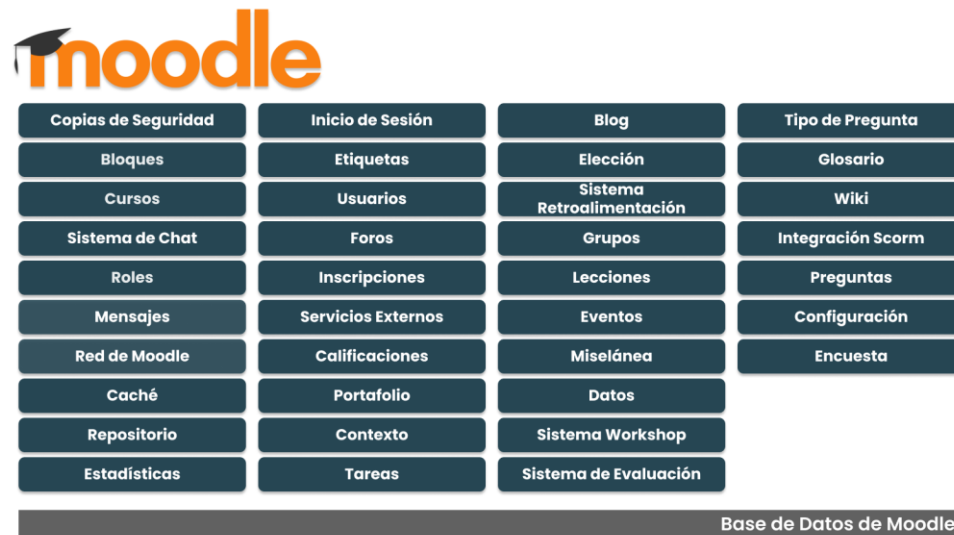 moodle
Copias de Seguridad
Bloques
Cursos
Sistema de Chat
Roles
Mensajes
Red de Moodle
Caché
Repositorio
Estadísticas
Inicio de Sesión
Etiquetas
Usuarios
Foros
Inscripciones
Servicios Externos
Calificaciones
Portafolio
Contexto
Tareas
Blog
Elección
Sistema
Retroalimentación
Grupos
Lecciones
Eventos
Miselánea
Datos
Sistema Workshop
Sistema de Evaluación
Tipo de Pregunta
Glosario
Wiki
Integración Scorm
Preguntas
Configuración
Encuesta
Base de Datos de Moodle